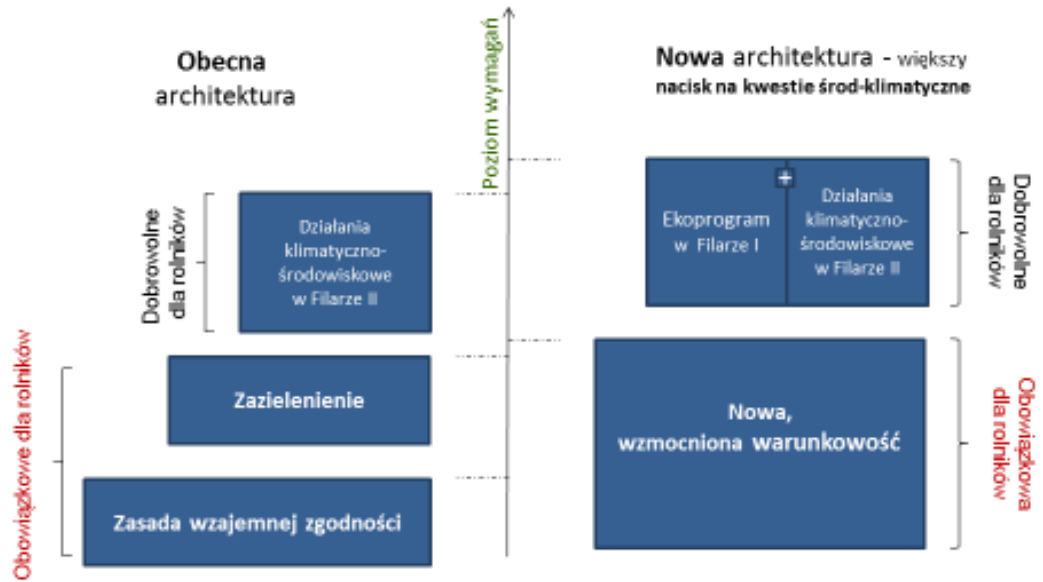 Obecna
architektura
Poziom wymagań
Nowa architektura - większy
nacisk na kwestie środ-klimatyczne
Dobrowolne
dla rolników
Działania
klimatyczno-
środowiskowe
w Filarze II
Obowiązkowe dla rolników
Zazielenienie
Zasada wzajemnej zgodności
+
Ekoprogram
w Filarze I
Działania
klimatyczno-
środowiskowe
w Filarze II
Dobrowolne
dla rolników
Nowa,
wzmocniona warunkowość
Obowiązkowa
dla rolników